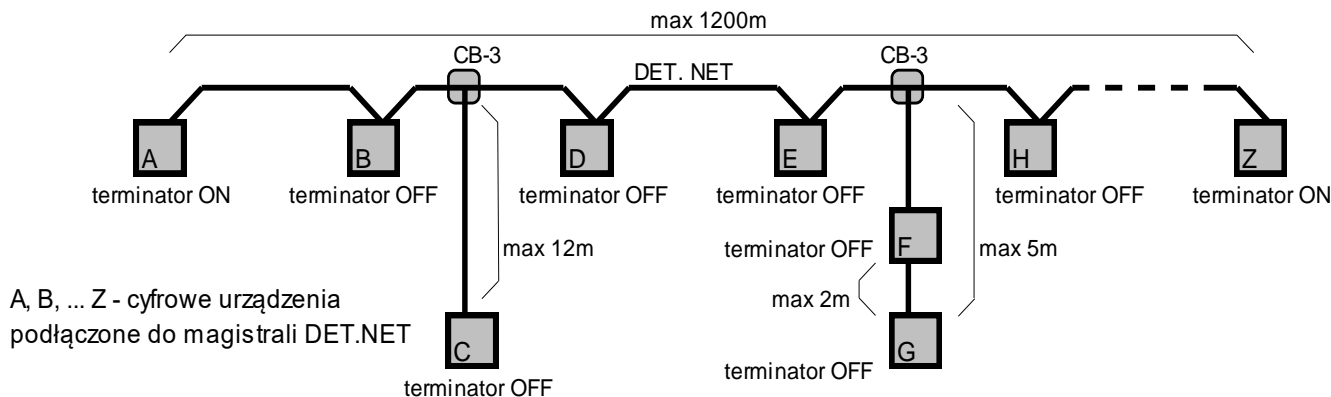 max 1200m
CB-3
DET. NET
CB-3
A
B
D
E
H
Z
terminator ON
terminator OFF
terminator OFF
terminator OFF
terminator OFF
terminator ON
max 12m
terminator OFF
F
max 5m
max 2m
A, B, ... Z - cyfrowe urządzenia
podłączone do magistrali DET.NET
C
G
terminator OFF
terminator OFF